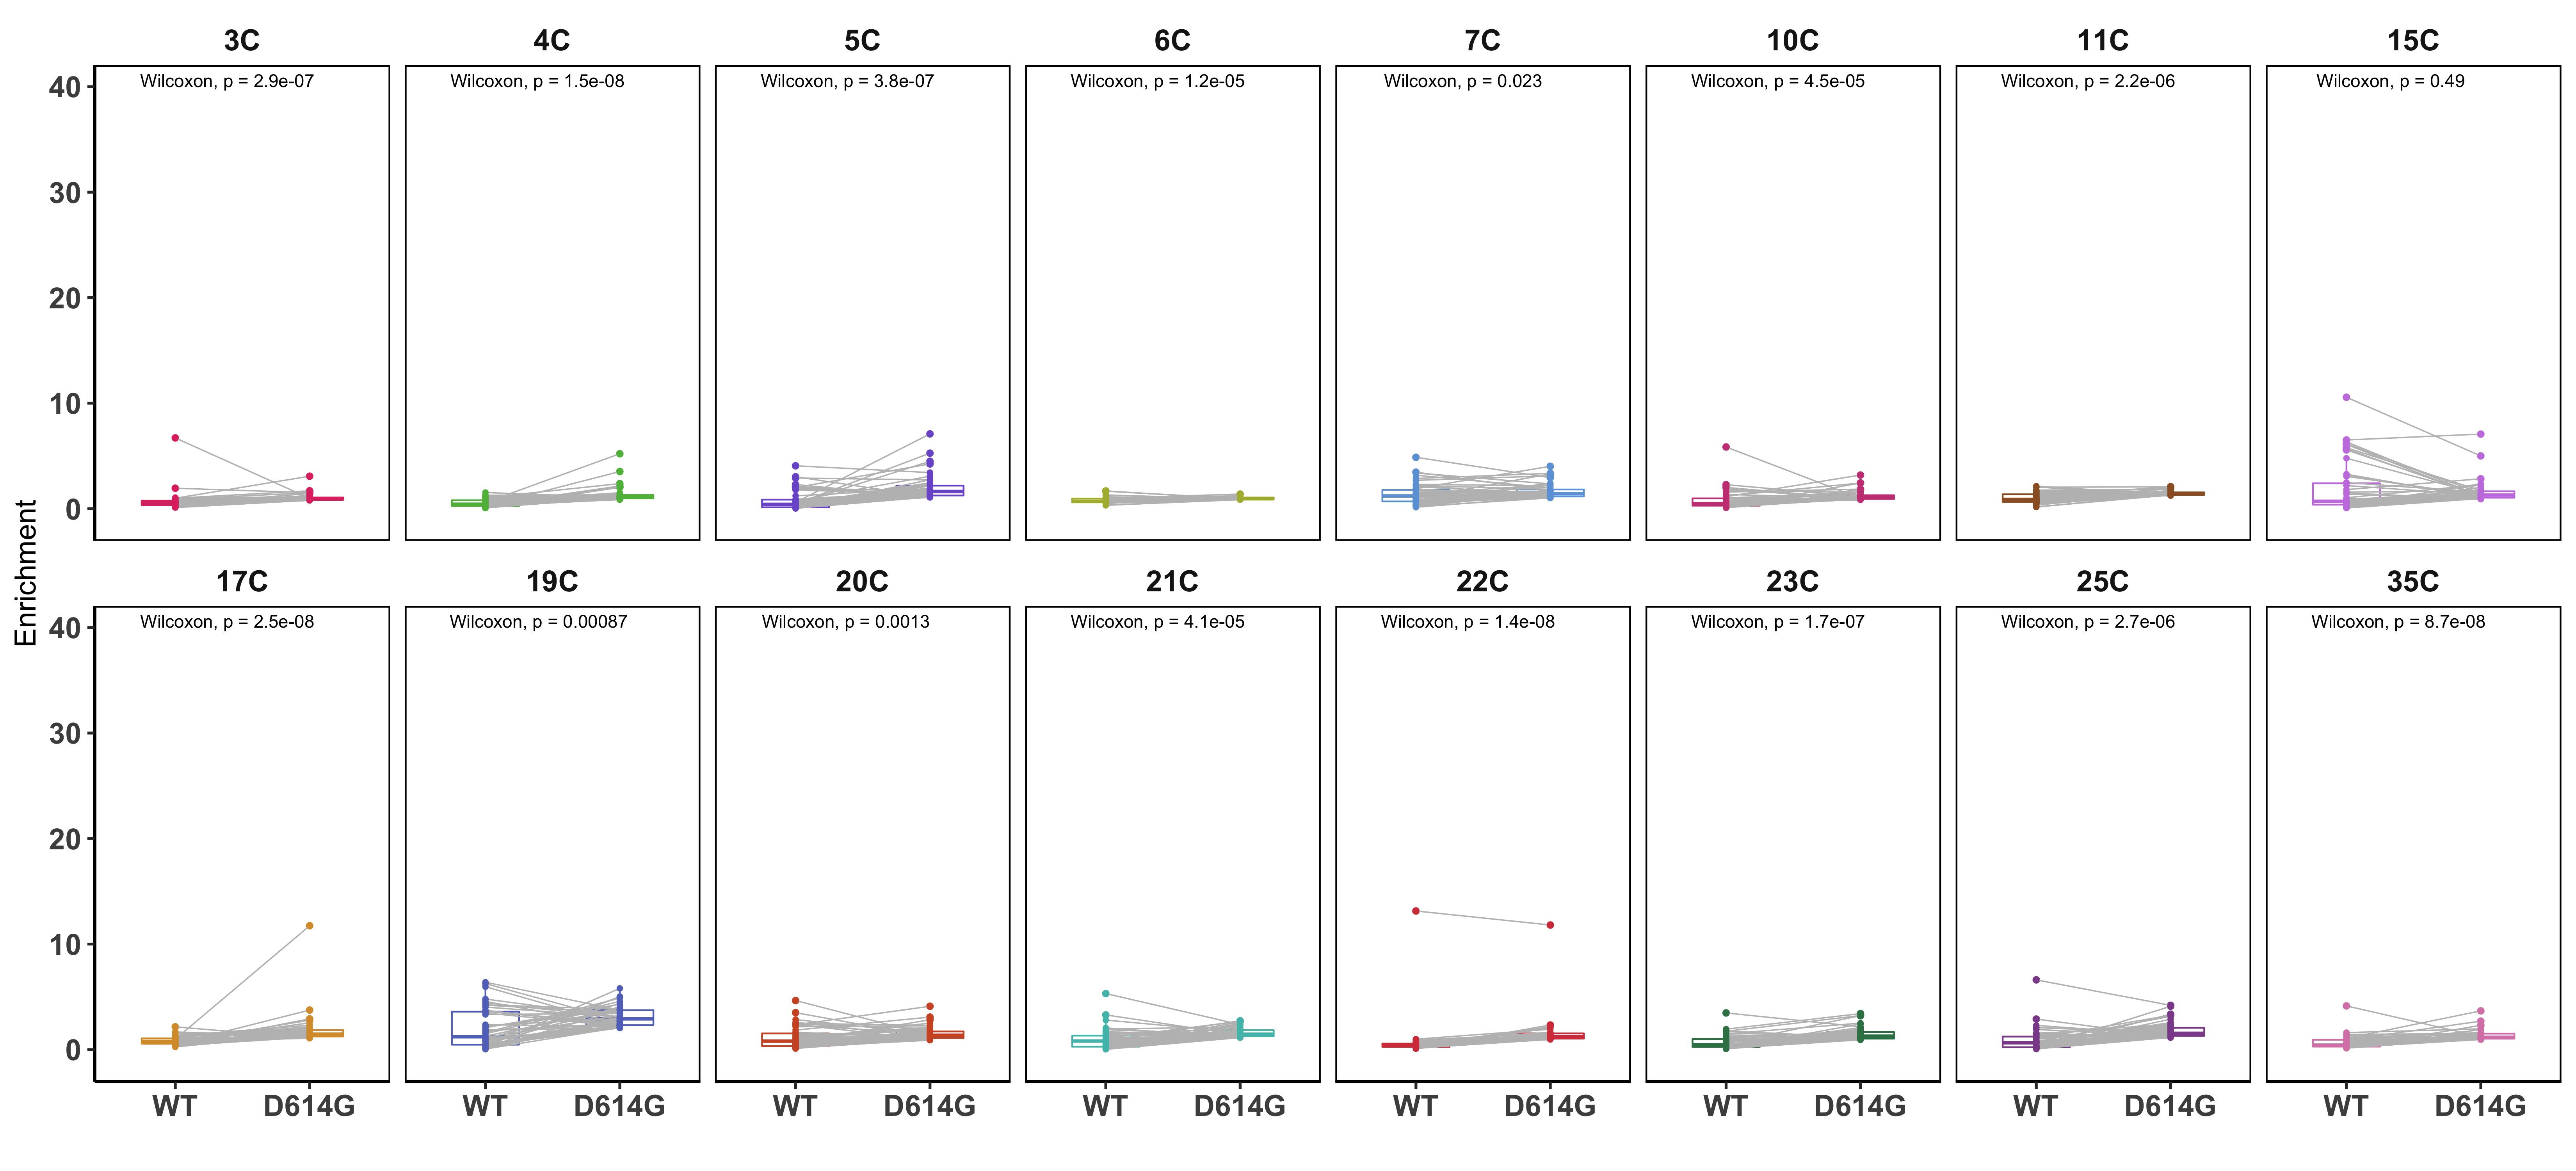 3C 4C 5C 6C 7C 10C 11C 15C
Wilcoxon, p = 2.9e-07 Wilcoxon, p = 1.5e-08 Wilcoxon, p = 3.8e-07 Wilcoxon, p = 1.2e-05 Wilcoxon, p = 0.023 Wilcoxon, p = 4.5e-05 Wilcoxon, p = 2.2e-06 Wilcoxon, p = 0.49
40
30
20
10
0
Enrichment
17C 19C 20C 21C 22C 23C 25C 35C
Wilcoxon, p = 2.5e-08 Wilcoxon, p = 0.00087 Wilcoxon, p = 0.0013 Wilcoxon, p = 4.1e-05 Wilcoxon, p = 1.4e-08 Wilcoxon, p = 1.7e-07 Wilcoxon, p = 2.7e-06 Wilcoxon, p = 8.7e-08
40
30
20
10
0
WT D614G WT D614G WT D614G WT D614G WT D614G WT D614G WT D614G WT D614G